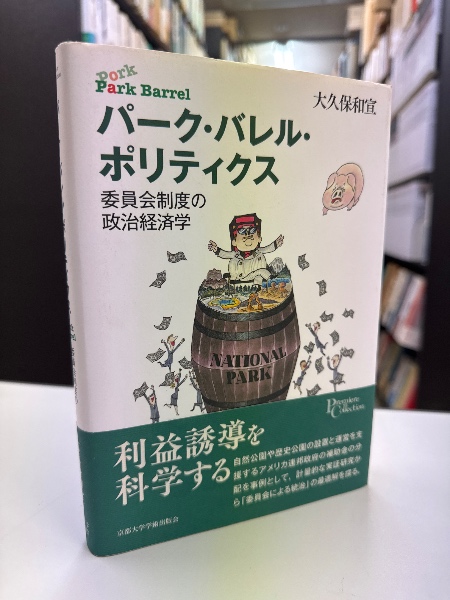 Pork
Park Barrel
大久保和宣
パーク・バレル・
ポリティクス
委員会制度の
政治経済学
NATIONAL
PARK
Première
Collection
利益誘導を
科学する
自然公園や歴史公園の設置と運営を支
援するアメリカ連邦政府の補助金の分
配を事例として、計量的な実証研究か
ら「委員会による統治」の最適解を探る。
京都大学学術出版会